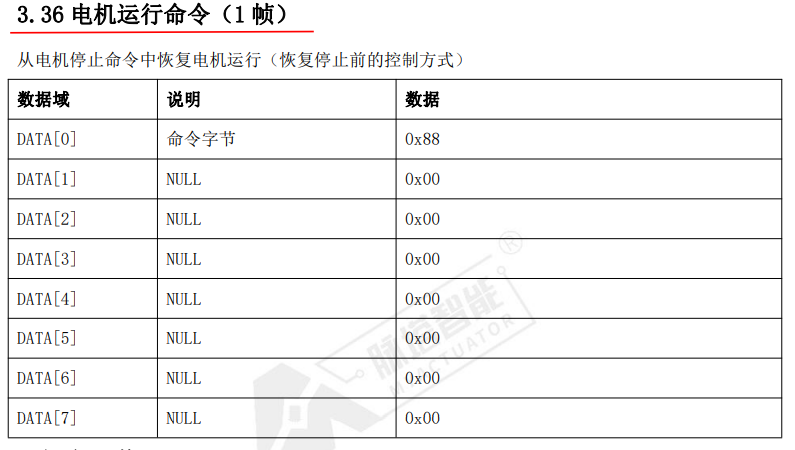 3.36 电机运行命令（1 帧）
从电机停止命令中恢复电机运行（恢复停止前的控制方式）
数据域 说明 数据
DATA[0] 命令字节 0x88
DATA[1] NULL 0x00
DATA[2] NULL 0x00
DATA[3] NULL 0x00
DATA[4] NULL 0x00
DATA[5] NULL 0x00
DATA[6] NULL 0x00
DATA[7] NULL 0x00